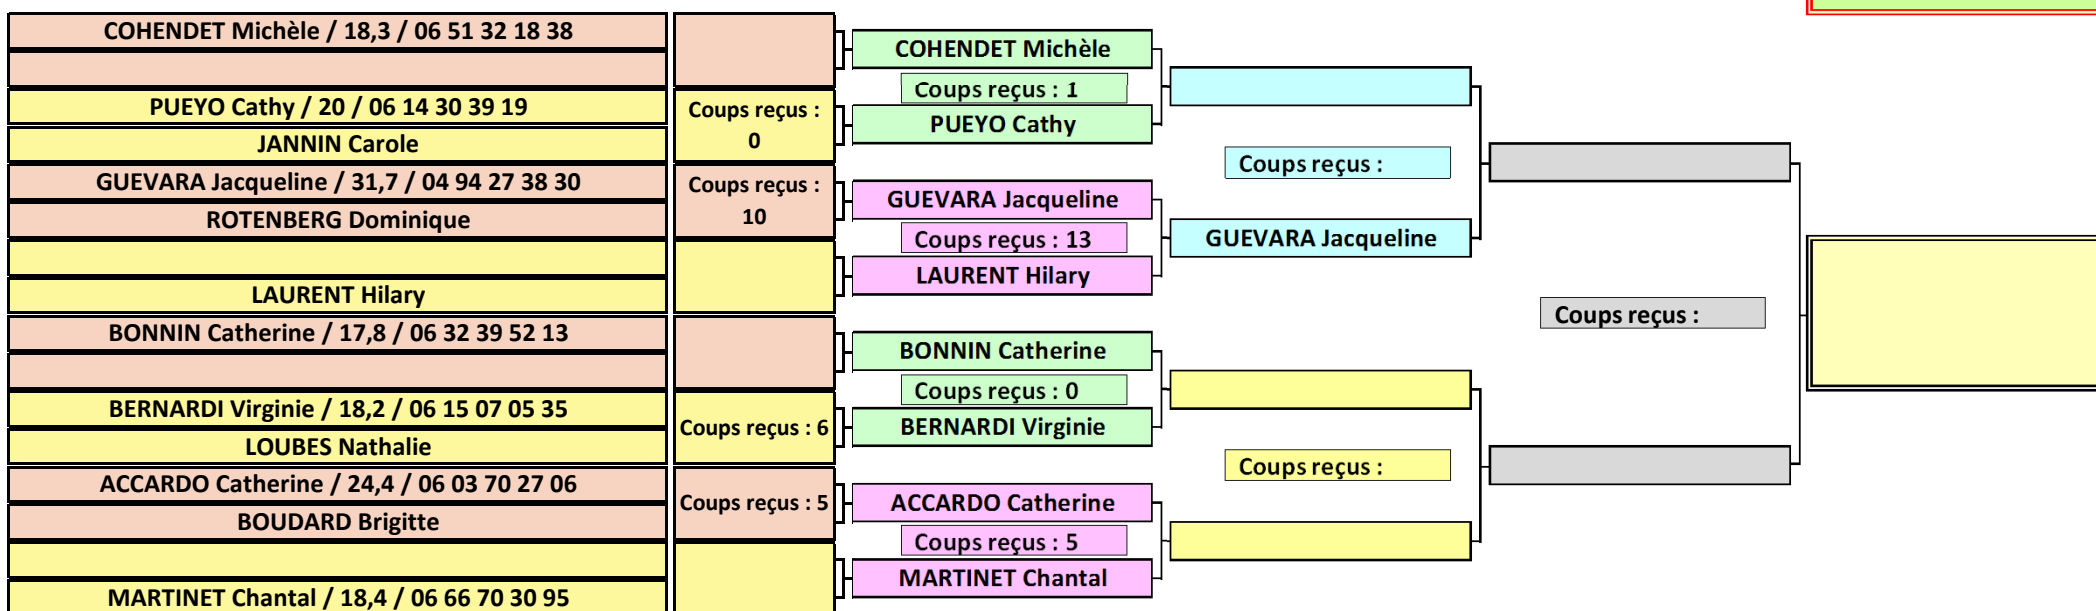 COHENDET Michèle / 18,3 / 06 51 32 18 38
PUEYO Cathy / 20 / 06 14 30 39 19
JANNIN Carole
GUEVARA Jacqueline / 31,7 / 04 94 27 38 30
ROTENBERG Dominique
LAURENT Hilary
BONNIN Catherine / 17,8 / 06 32 39 52 13
BERNARDI Virginie / 18,2 / 06 15 07 05 35
LOUBES Nathalie
ACCARDO Catherine / 24,4 / 06 03 70 27 06
BOUDARD Brigitte
MARTINET Chantal / 18,4 / 06 66 70 30 95
Coups reçus :
0
Coups reçus :
10
Coups reçus : 6
Coups reçus : 5
COHENDET Michèle
Coups reçus : 1
PUEYO Cathy
GUEVARA Jacqueline
Coups reçus : 13
LAURENT Hilary
BONNIN Catherine
Coups reçus : 0
BERNARDI Virginie
ACCARDO Catherine
Coups reçus : 5
MARTINET Chantal
Coups reçus :
GUEVARA Jacqueline
Coups reçus :
Coups reçus :